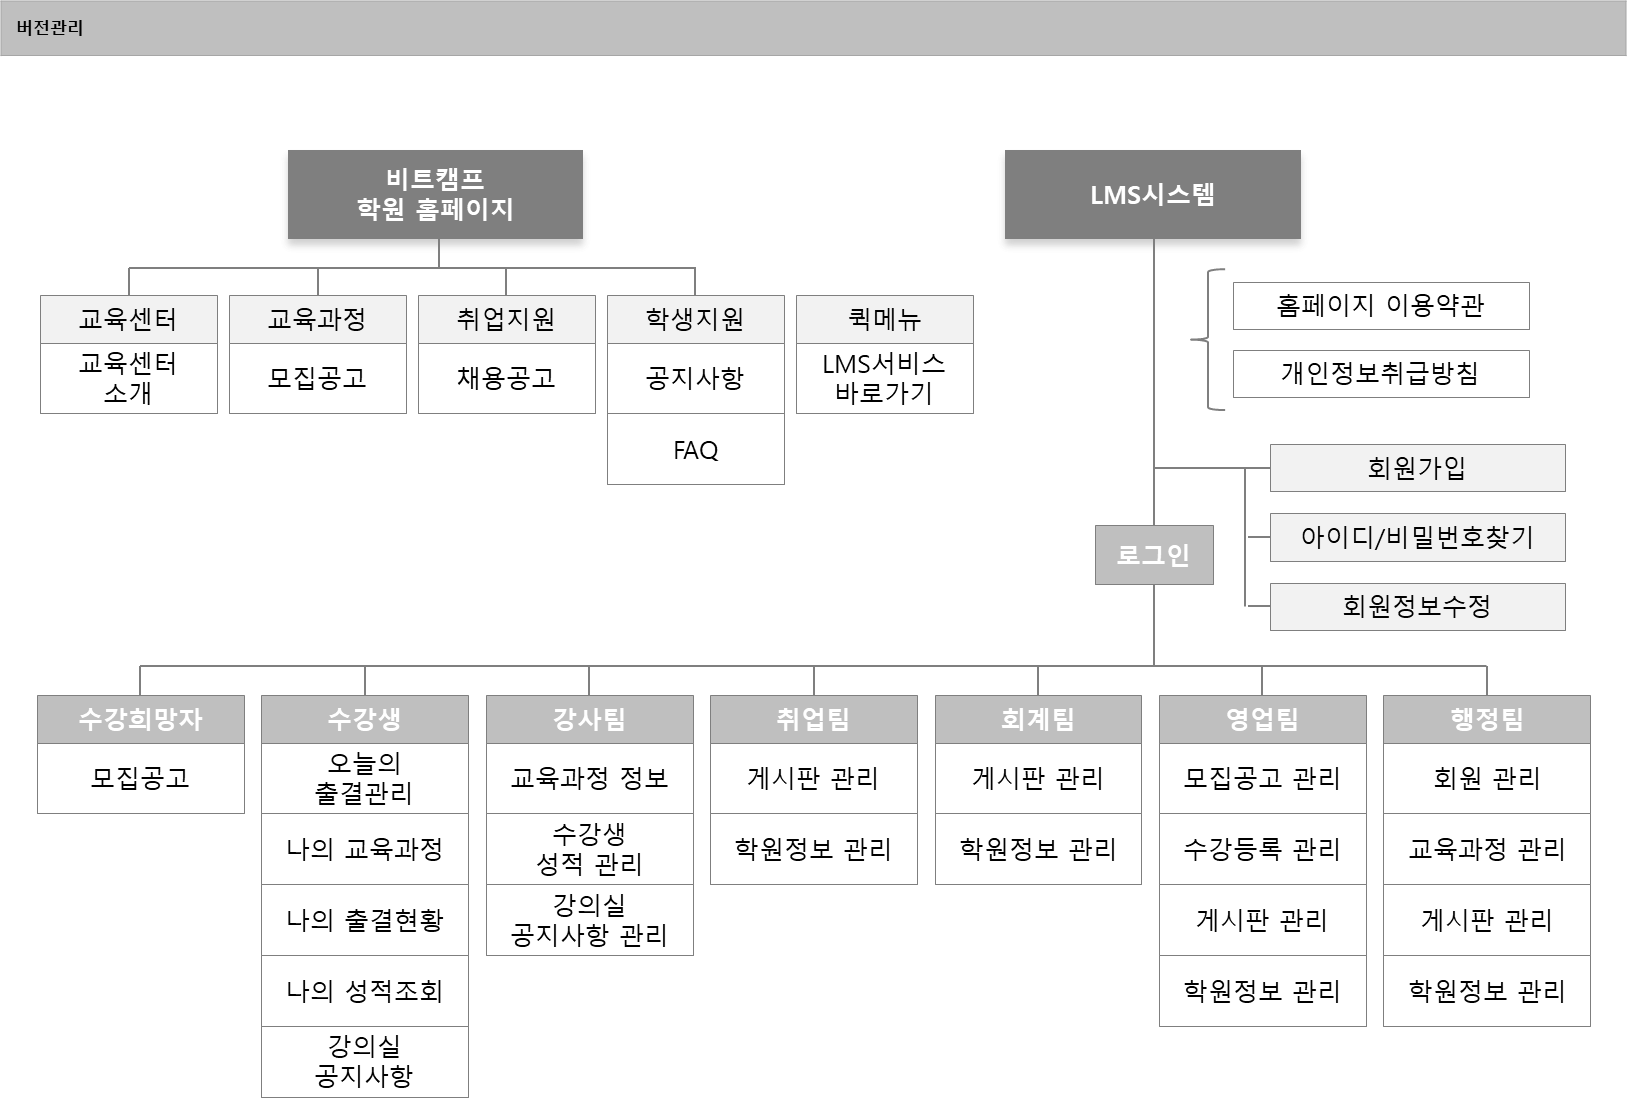 버전관리
비트캠프
학원 홈페이지
LMS시스템
교육센터
교육센터
소개
교육과정
모집공고
취업지원
채용공고
학생지원
공지사항
FAQ
퀵메뉴
LMS서비스
바로가기
홈페이지 이용약관
개인정보취급방침
회원가입
아이디/비밀번호찾기
회원정보수정
로그인
수강희망자
모집공고
수강생
오늘의
출결관리
나의 교육과정
나의 출결현황
나의 성적조회
강의실
공지사항
강사팀
교육과정 정보
수강생
성적 관리
강의실
공지사항 관리
취업팀
게시판 관리
학원정보 관리
회계팀
게시판 관리
학원정보 관리
영업팀
모집공고 관리
수강등록 관리
게시판 관리
학원정보 관리
행정팀
회원 관리
교육과정 관리
게시판 관리
학원정보 관리